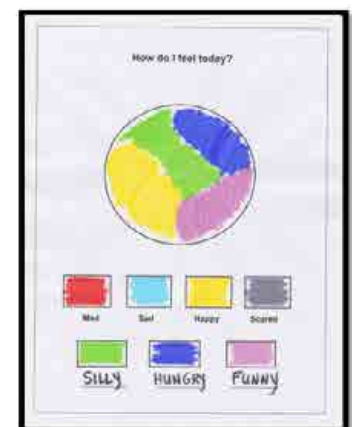 How do I feel today?
Mad Sad Happy Scared
SILLY HUNGRY FUNNY